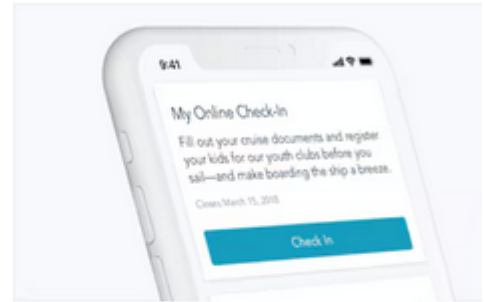 9:41
My Online Check-In
Fill out your cruise documents and register
your kids for our youth clubs before you
sail—and make boarding the ship a breeze.
Closes March 15, 2018
Check In